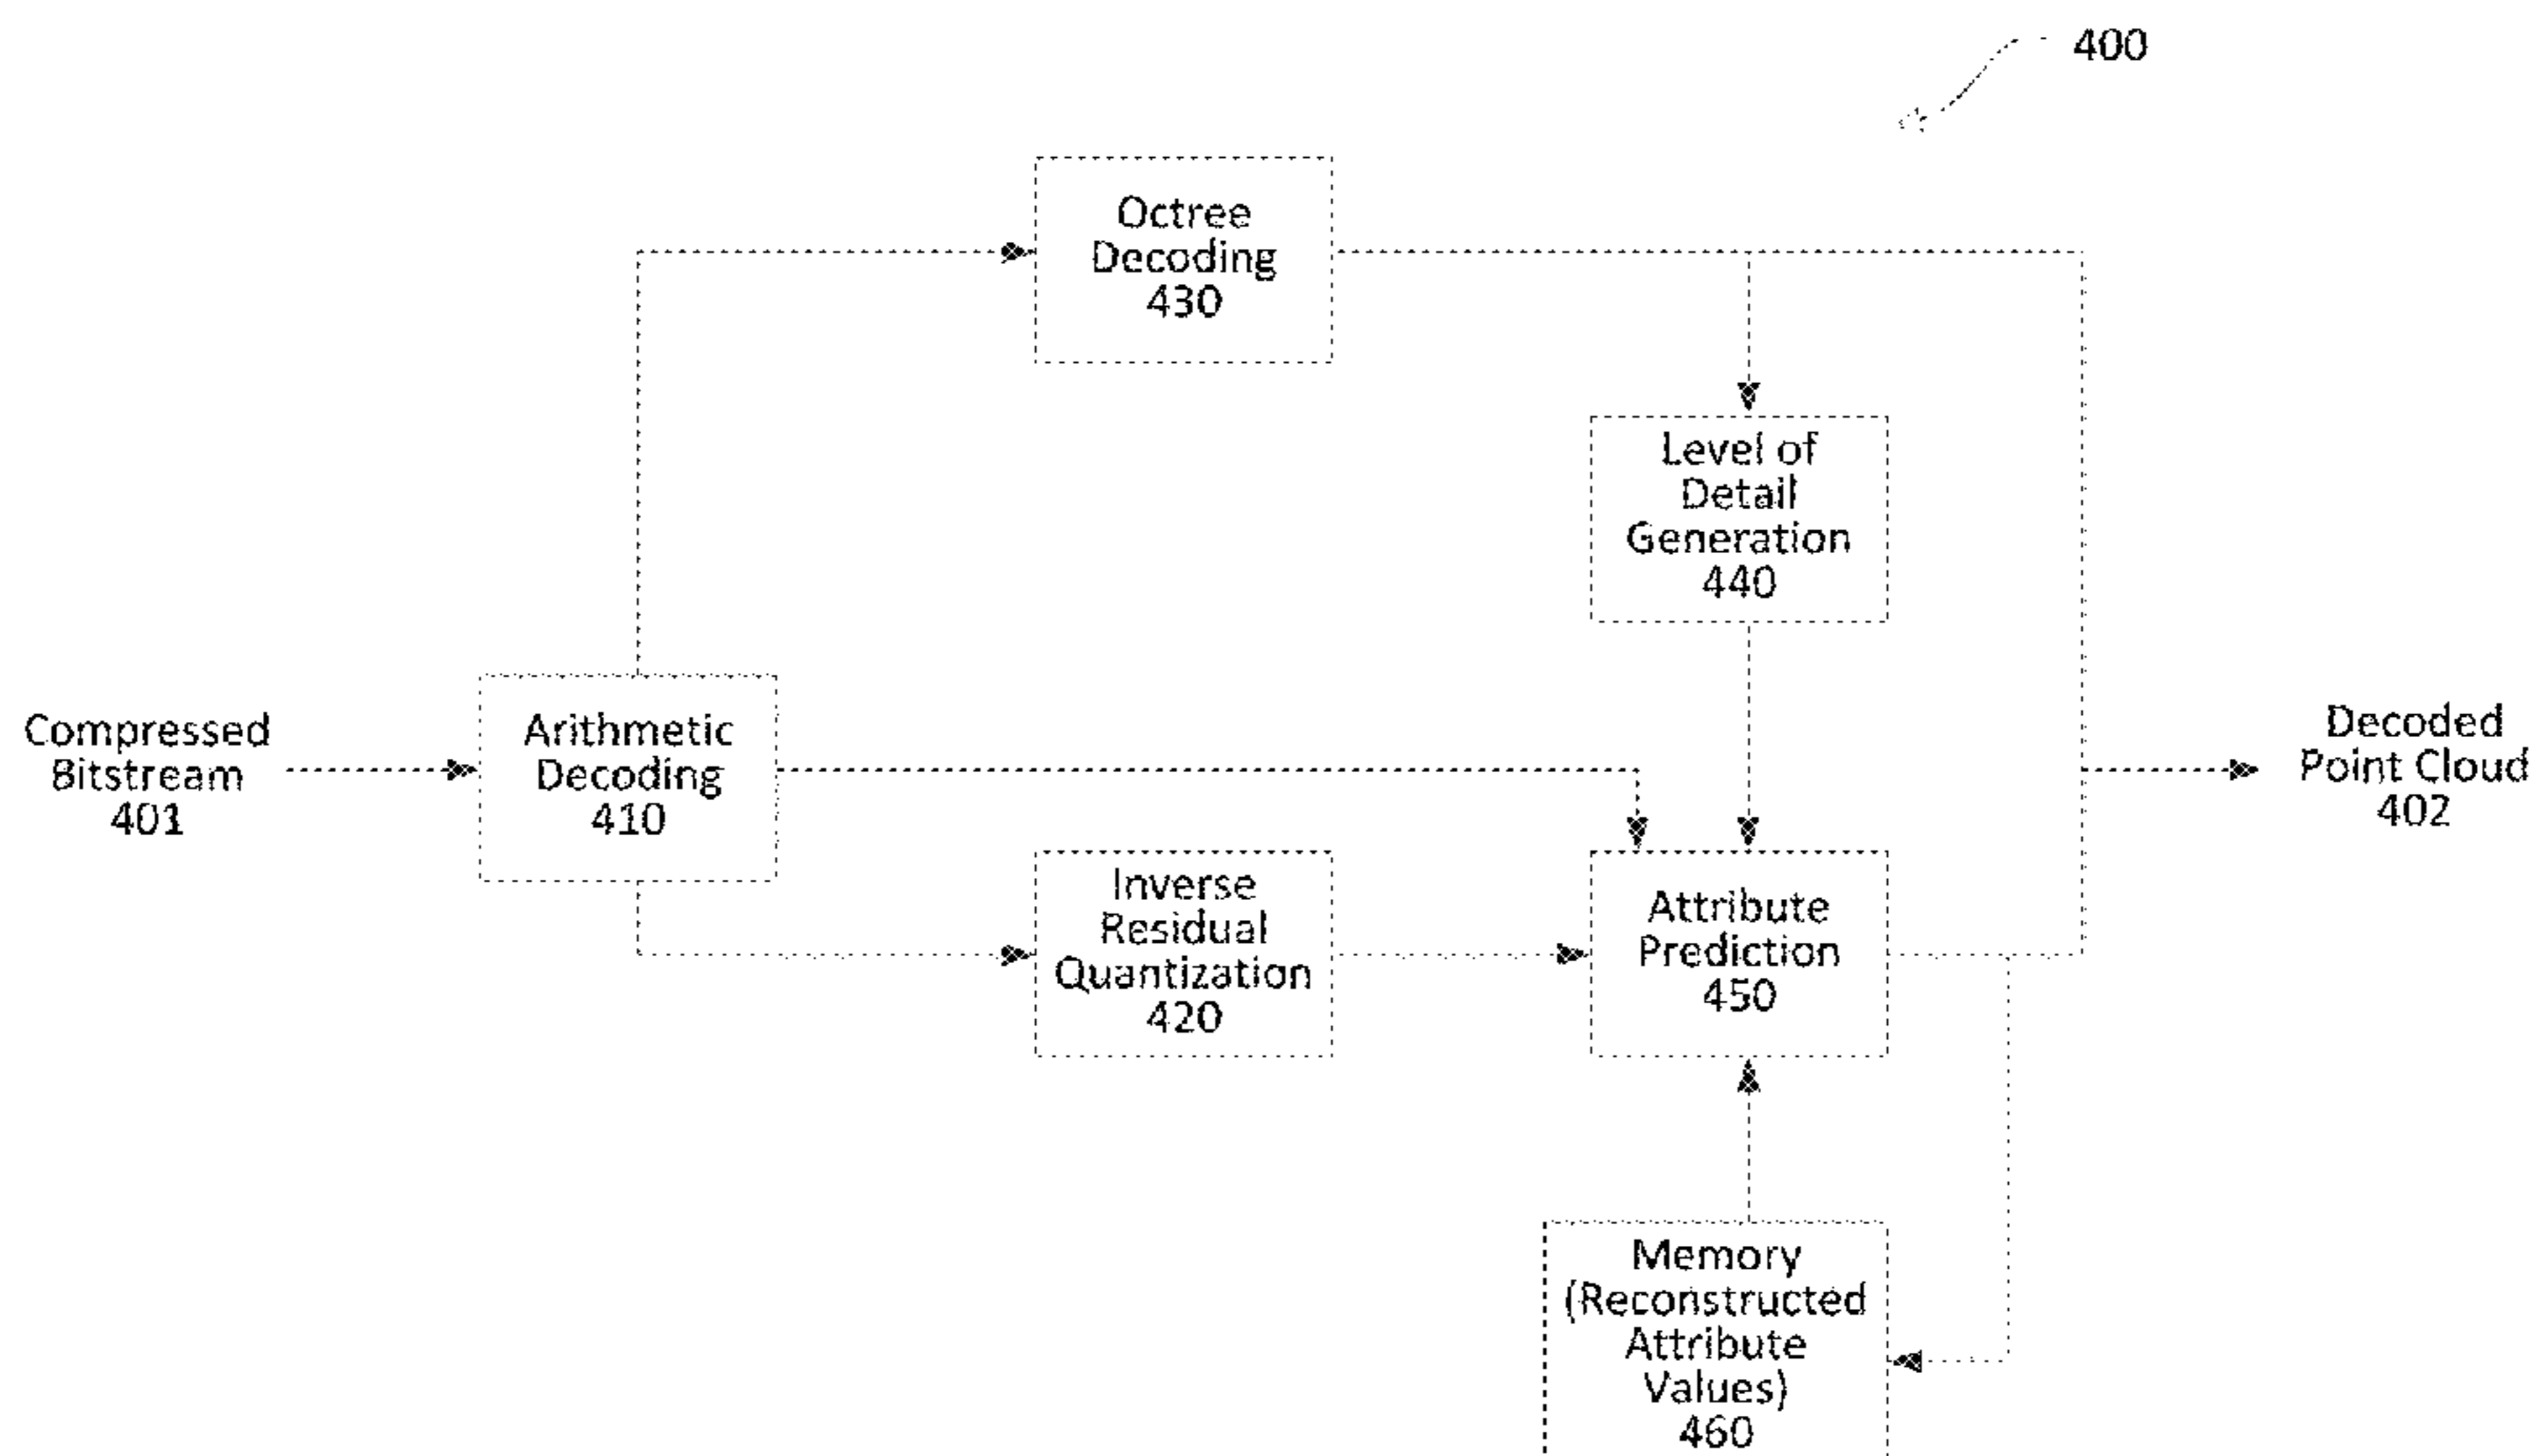 400
Octree
Decoding
430
Level of
Detail
Generation
440
Compressed
Bitstream
401
Arithmetic
Decoding
410
Decoded
Point Cloud
402
Inverse
Residual
Quantization
420
Attribute
Prediction
450
Memory
(Reconstructed
Attribute
Values)
460